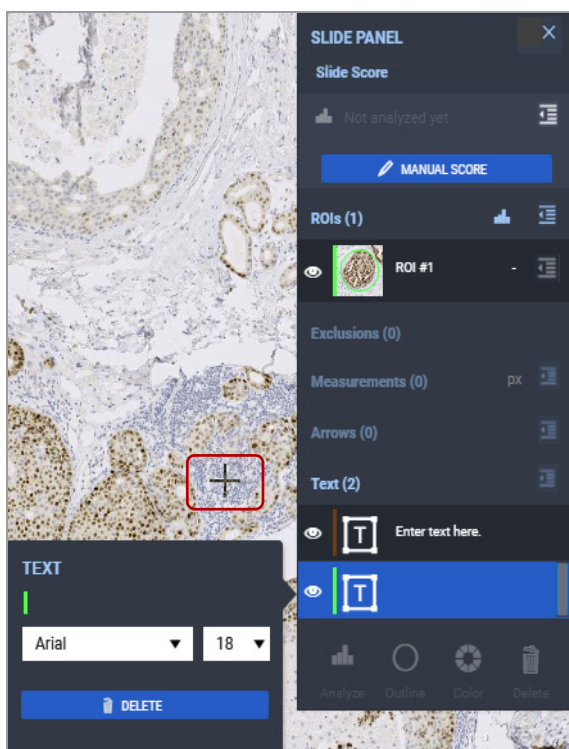 SLIDE PANEL
Slide Score
Not analyzed yet
MANUAL SCORE
ROIs (1)
ROI #1 -
Exclusions (0)
Measurements (0) px
Arrows (0)
Text (2)
T Enter text here.
T
TEXT
Arial 18
DELETE
Analyze Outline Color Delete